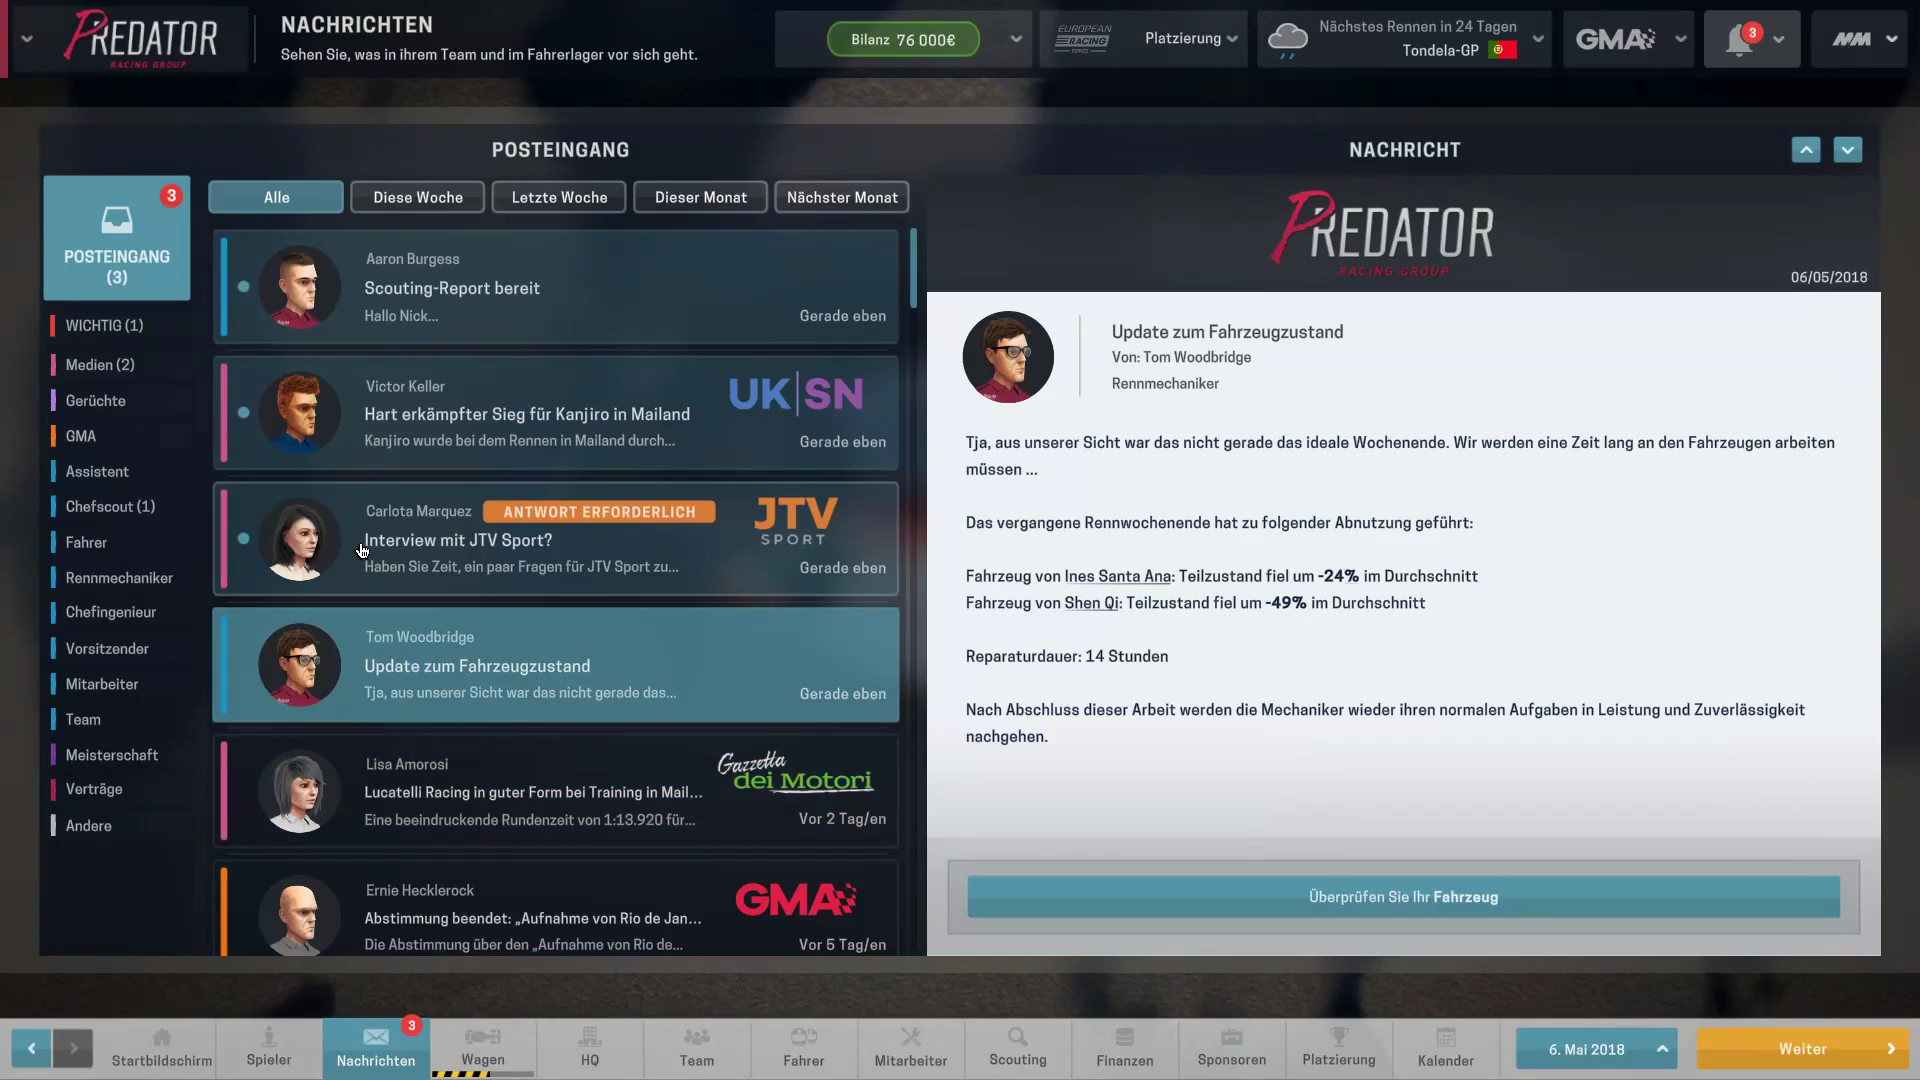 PREDATOR
RACING GROUP
NACHRICHTEN
Sehen Sie, was in ihrem Team und im Fahrerlager vor sich geht.
Bilanz 76 000€
EUROPEAN
RACING
SERIES
Platzierung
Nächstes Rennen in 24 Tagen
Tondela-GP
GMA
3
MM
POSTEINGANG
3
POSTEINGANG
(3)
WICHTIG (1)
Medien (2)
Gerüchte
GMA
Assistent
Chefscout (1)
Fahrer
Rennmechaniker
Chefingenieur
Vorsitzender
Mitarbeiter
Team
Meisterschaft
Verträge
Andere
Alle
Diese Woche
Letzte Woche
Dieser Monat
Nächster Monat
Aaron Burgess
Scouting-Report bereit
Hallo Nick...
Gerade eben
Victor Keller
UK|SN
Hart erkämpfter Sieg für Kanjiro in Mailand
Kanjiro wurde bei dem Rennen in Mailand durch...
Gerade eben
Carlota Marquez
ANTWORT ERFORDERLICH
JTV
SPORT
Interview mit JTV Sport?
Haben Sie Zeit, ein paar Fragen für JTV Sport zu...
Gerade eben
Tom Woodbridge
Update zum Fahrzeugzustand
Tja, aus unserer Sicht war das nicht gerade das...
Gerade eben
Lisa Amorosi
Gazzetta
dei Motori
Lucatelli Racing in guter Form bei Training in Mail...
Eine beeindruckende Rundenzeit von 1:13.920 für...
Vor 2 Tag/en
Ernie Hecklerock
GMA
Abstimmung beendet: „Aufnahme von Rio de Jan...
Die Abstimmung über den „Aufnahme von Rio de...
Vor 5 Tag/en
NACHRICHT
PREDATOR
RACING GROUP
06/05/2018
Update zum Fahrzeugzustand
Von: Tom Woodbridge
Rennmechaniker
Tja, aus unserer Sicht war das nicht gerade das ideale Wochenende. Wir werden eine Zeit lang an den Fahrzeugen arbeiten
müssen ...
Das vergangene Rennwochenende hat zu folgender Abnutzung geführt:
Fahrzeug von Ines Santa Ana: Teilzustand fiel um -24% im Durchschnitt
Fahrzeug von Shen Qi: Teilzustand fiel um -49% im Durchschnitt
Reparaturdauer: 14 Stunden
Nach Abschluss dieser Arbeit werden die Mechaniker wieder ihren normalen Aufgaben in Leistung und Zuverlässigkeit
nachgehen.
Überprüfen Sie Ihr Fahrzeug
Startbildschirm
Spieler
3
Nachrichten
Wagen
HQ
Team
Fahrer
Mitarbeiter
Scouting
Finanzen
Sponsoren
Platzierung
Kalender
6. Mai 2018
Weiter